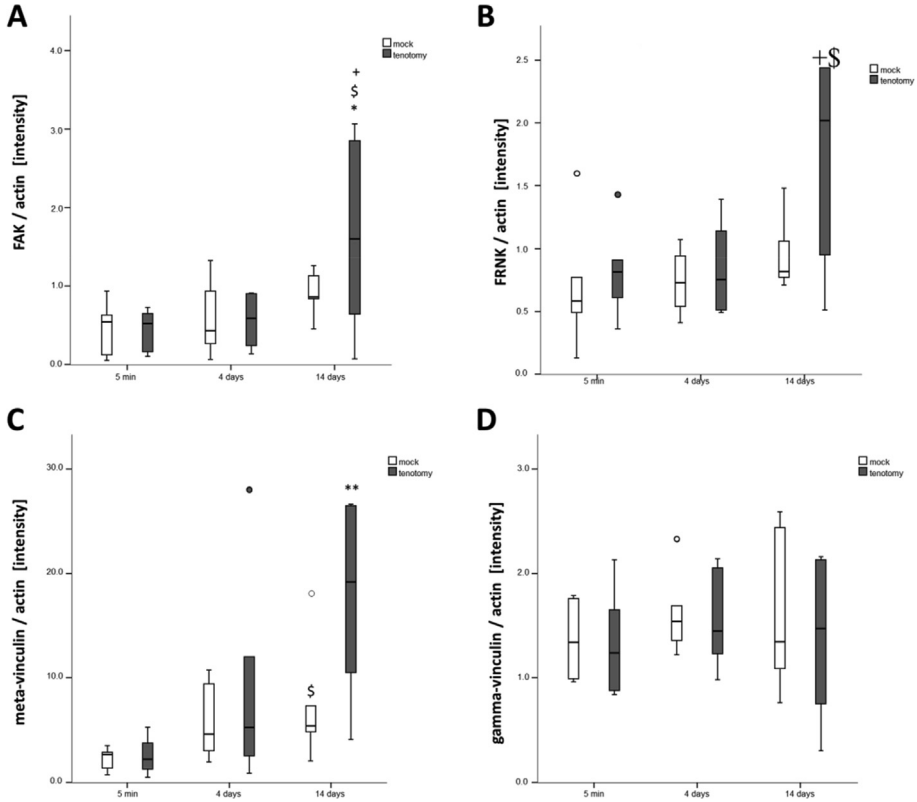 A
FAK / actin [intensity]
4.0
3.0
2.0
1.0
0.0
mock
tenotomy
+
$
*
5 min
4 days
14 days
B
FRNK / actin [intensity]
2.5
2.0
1.5
1.0
0.5
0.0
+$
mock
tenotomy
5 min
4 days
14 days
C
meta-vinculin / actin [intensity]
30.0
20.0
10.0
0.0
mock
tenotomy
**
$
5 min
4 days
14 days
D
gamma-vinculin / actin [intensity]
3.0
2.0
1.0
0.0
mock
tenotomy
5 min
4 days
14 days